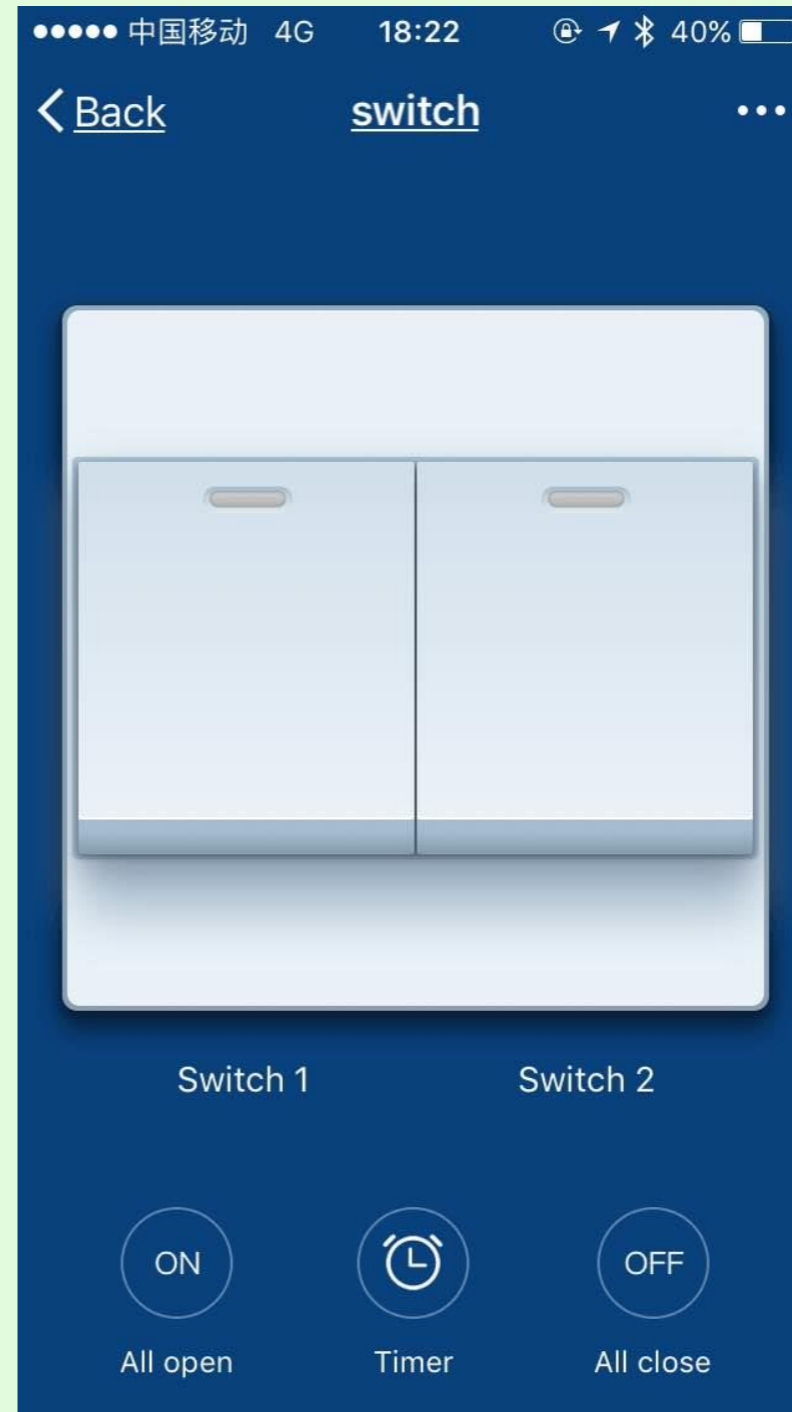 中国移动 4G 18:22 40%
Back switch
Switch 1 Switch 2
ON OFF
All open Timer All close